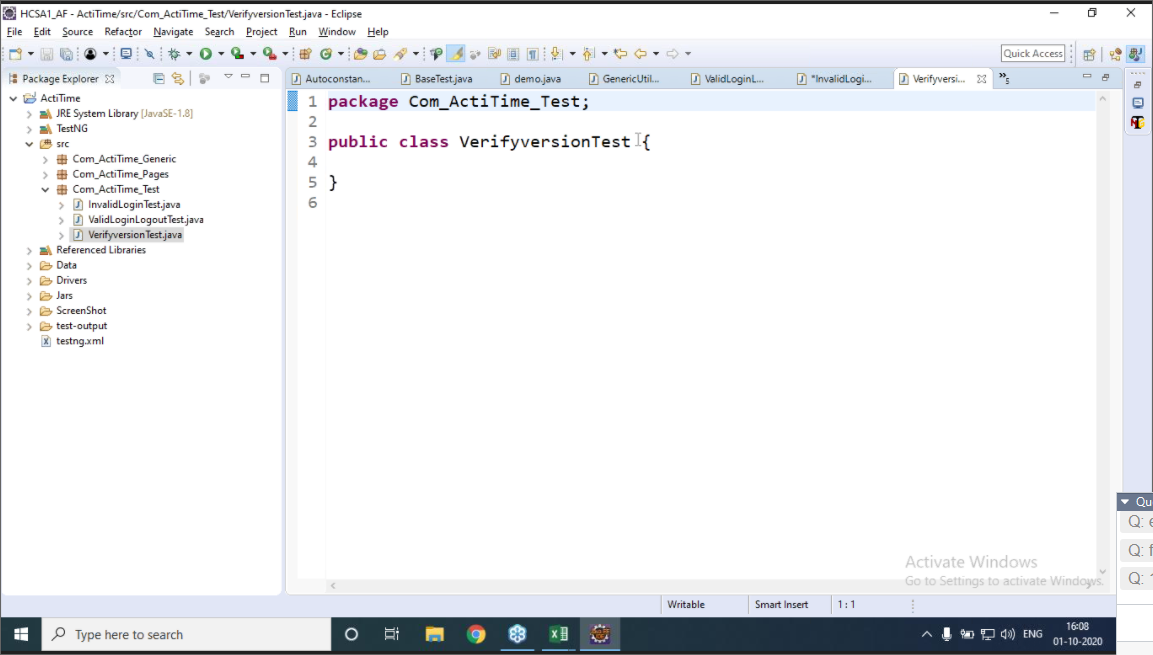 HCSA1_AF - ActiTime/src/Com_ActiTime_Test/VerifyversionTest.java - Eclipse
File Edit Source Refactor Navigate Search Project Run Window Help
Quick Access
Package Explorer
Autoconstan... BaseTest.java demo.java GenericUtil... ValidLoginL... *InvalidLogi... Verifyversi... »5
ActiTime
JRE System Library [JavaSE-1.8]
TestNG
src
Com_ActiTime_Generic
Com_ActiTime_Pages
Com_ActiTime_Test
InvalidLoginTest.java
ValidLoginLogoutTest.java
VerifyversionTest.java
Referenced Libraries
Data
Drivers
Jars
ScreenShot
test-output
testng.xml
1 package Com_ActiTime_Test;
2
3 public class VerifyversionTest {
4
5 }
6
Qu
Q: e
Q: f
Q:
Activate Windows
Go to Settings to activate Windows.
Writable Smart Insert 1 : 1
Type here to search
ENG
16:08
01-10-2020